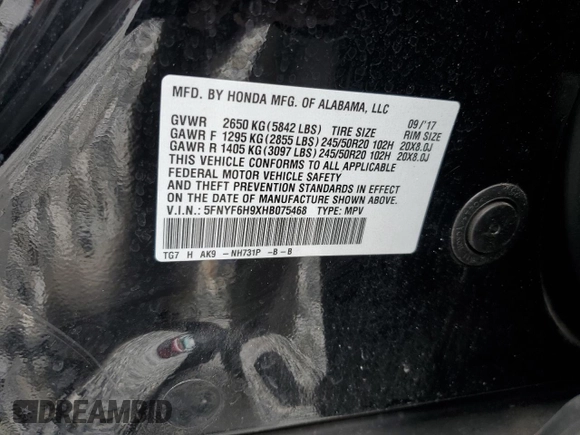 MFD. BY HONDA MFG. OF ALABAMA, LLC
GVWR 2650 KG (5842 LBS) TIRE SIZE 09/'17 RIM SIZE
GAWR F 1295 KG (2855 LBS) 245/50R20 102H 20X8.0J
GAWR R 1405 KG (3097 LBS) 245/50R20 102H 20X8.0J
THIS VEHICLE CONFORMS TO ALL APPLICABLE
FEDERAL MOTOR VEHICLE SAFETY
AND THEFT PREVENTION STANDARDS IN EFFECT
ON THE DATE OF MANUFACTURE SHOWN ABOVE.
V.I.N.: 5FNYF6H9XHB075468 TYPE: MPV
TG7 H AK9 - NH731P -B - B
DREAMBID